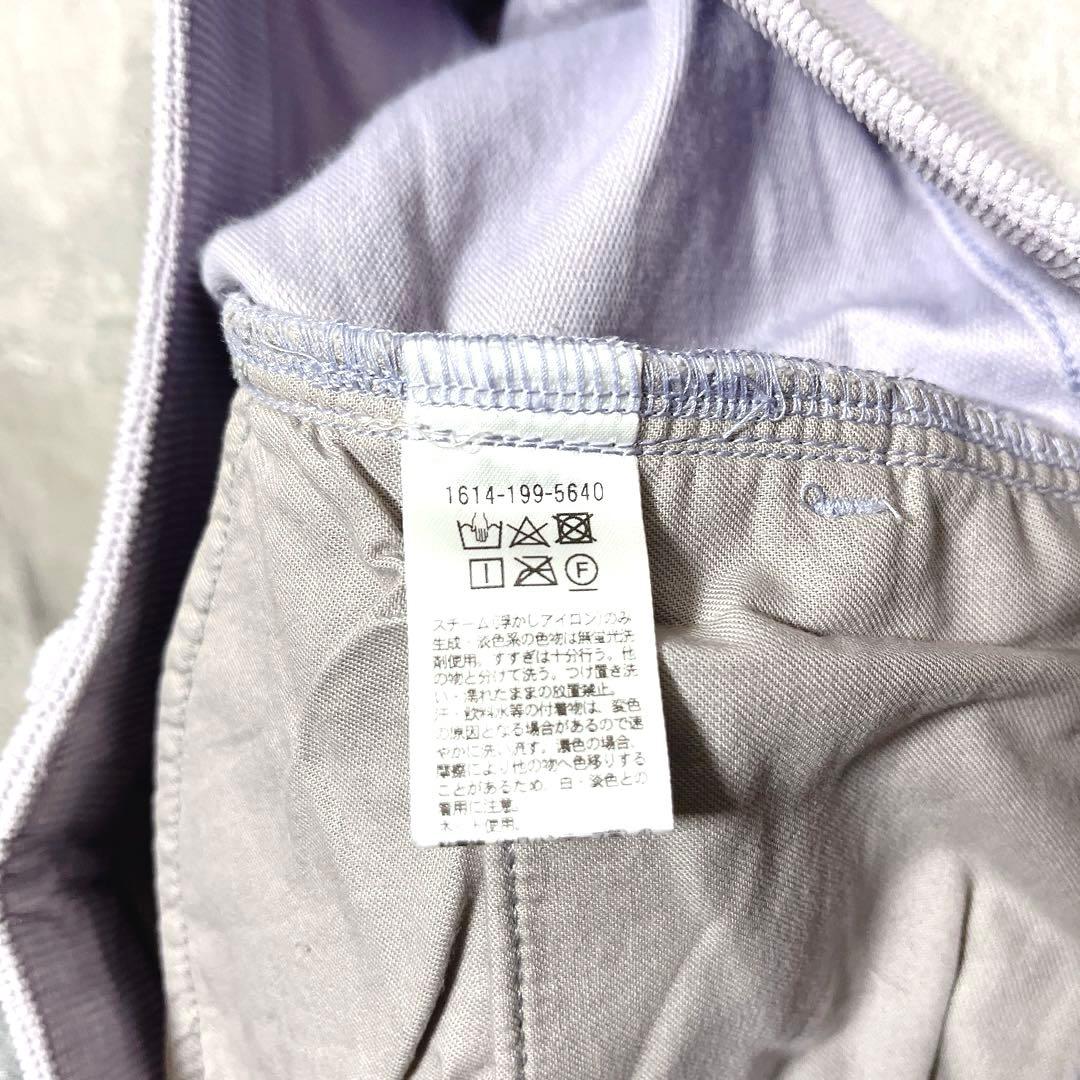 1614-199-5640
F
スチーム(浮かしアイロン)のみ
生成・淡色系の色物は無蛍光洗
剤使用。すすぎは十分行う。他
の物と分けて洗う。つけ置き洗
い・濡れたままの放置禁止。
汗・飲料水等の付着物は、変色
の原因となる場合があるので速
やかに洗い流す。濃色の場合、
摩擦により他の物へ色移りする
ことがあるため、白・淡色との
着用に注意。
ネット使用。